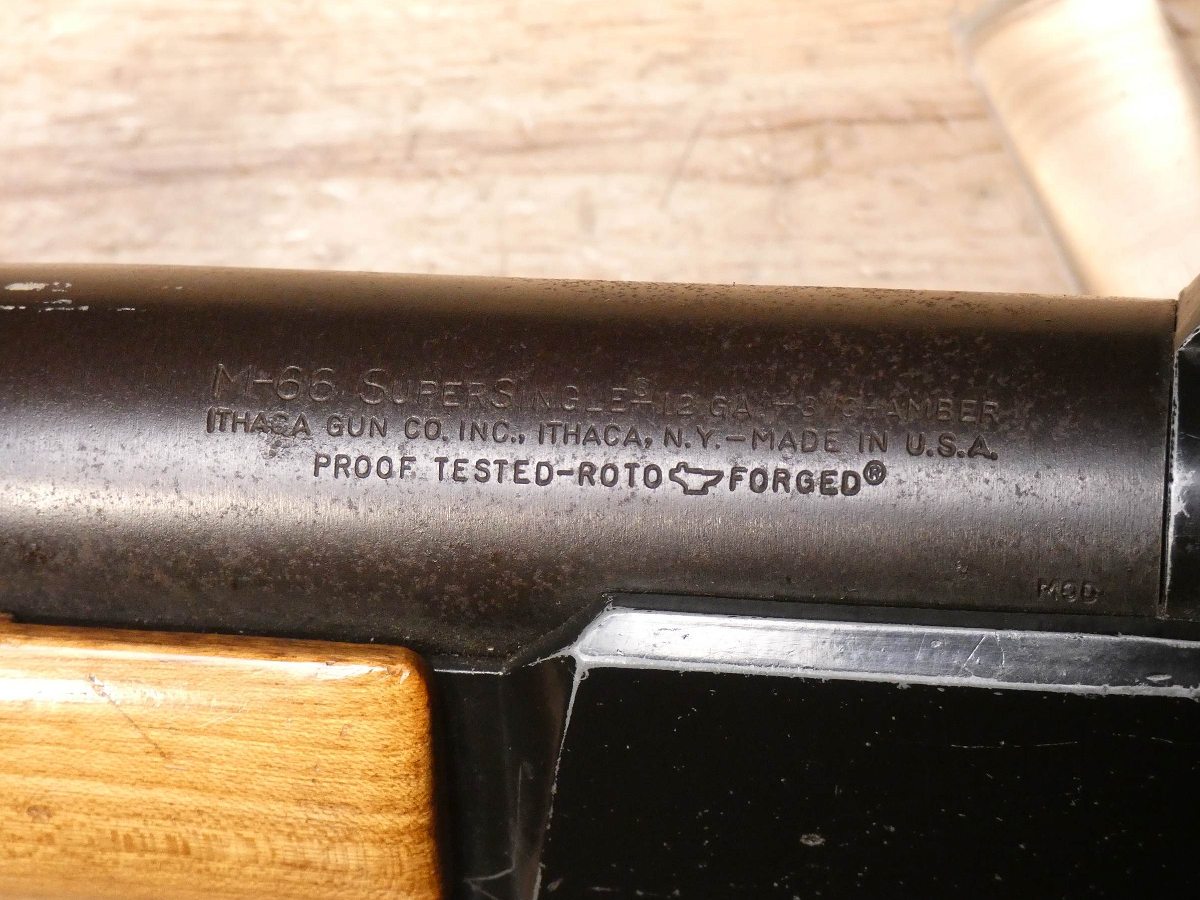 M-66 SUPERSINGLE®-12 GA.-3" CHAMBER
ITHACA GUN CO. INC., ITHACA, N.Y.-MADE IN U.S.A.
PROOF TESTED-ROTO FORGED®
MOD